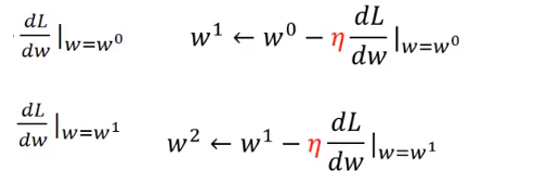 dL/dw |w=w⁰    w¹ ← w⁰ − η dL/dw |w=w⁰
dL/dw |w=w¹    w² ← w¹ − η dL/dw |w=w¹